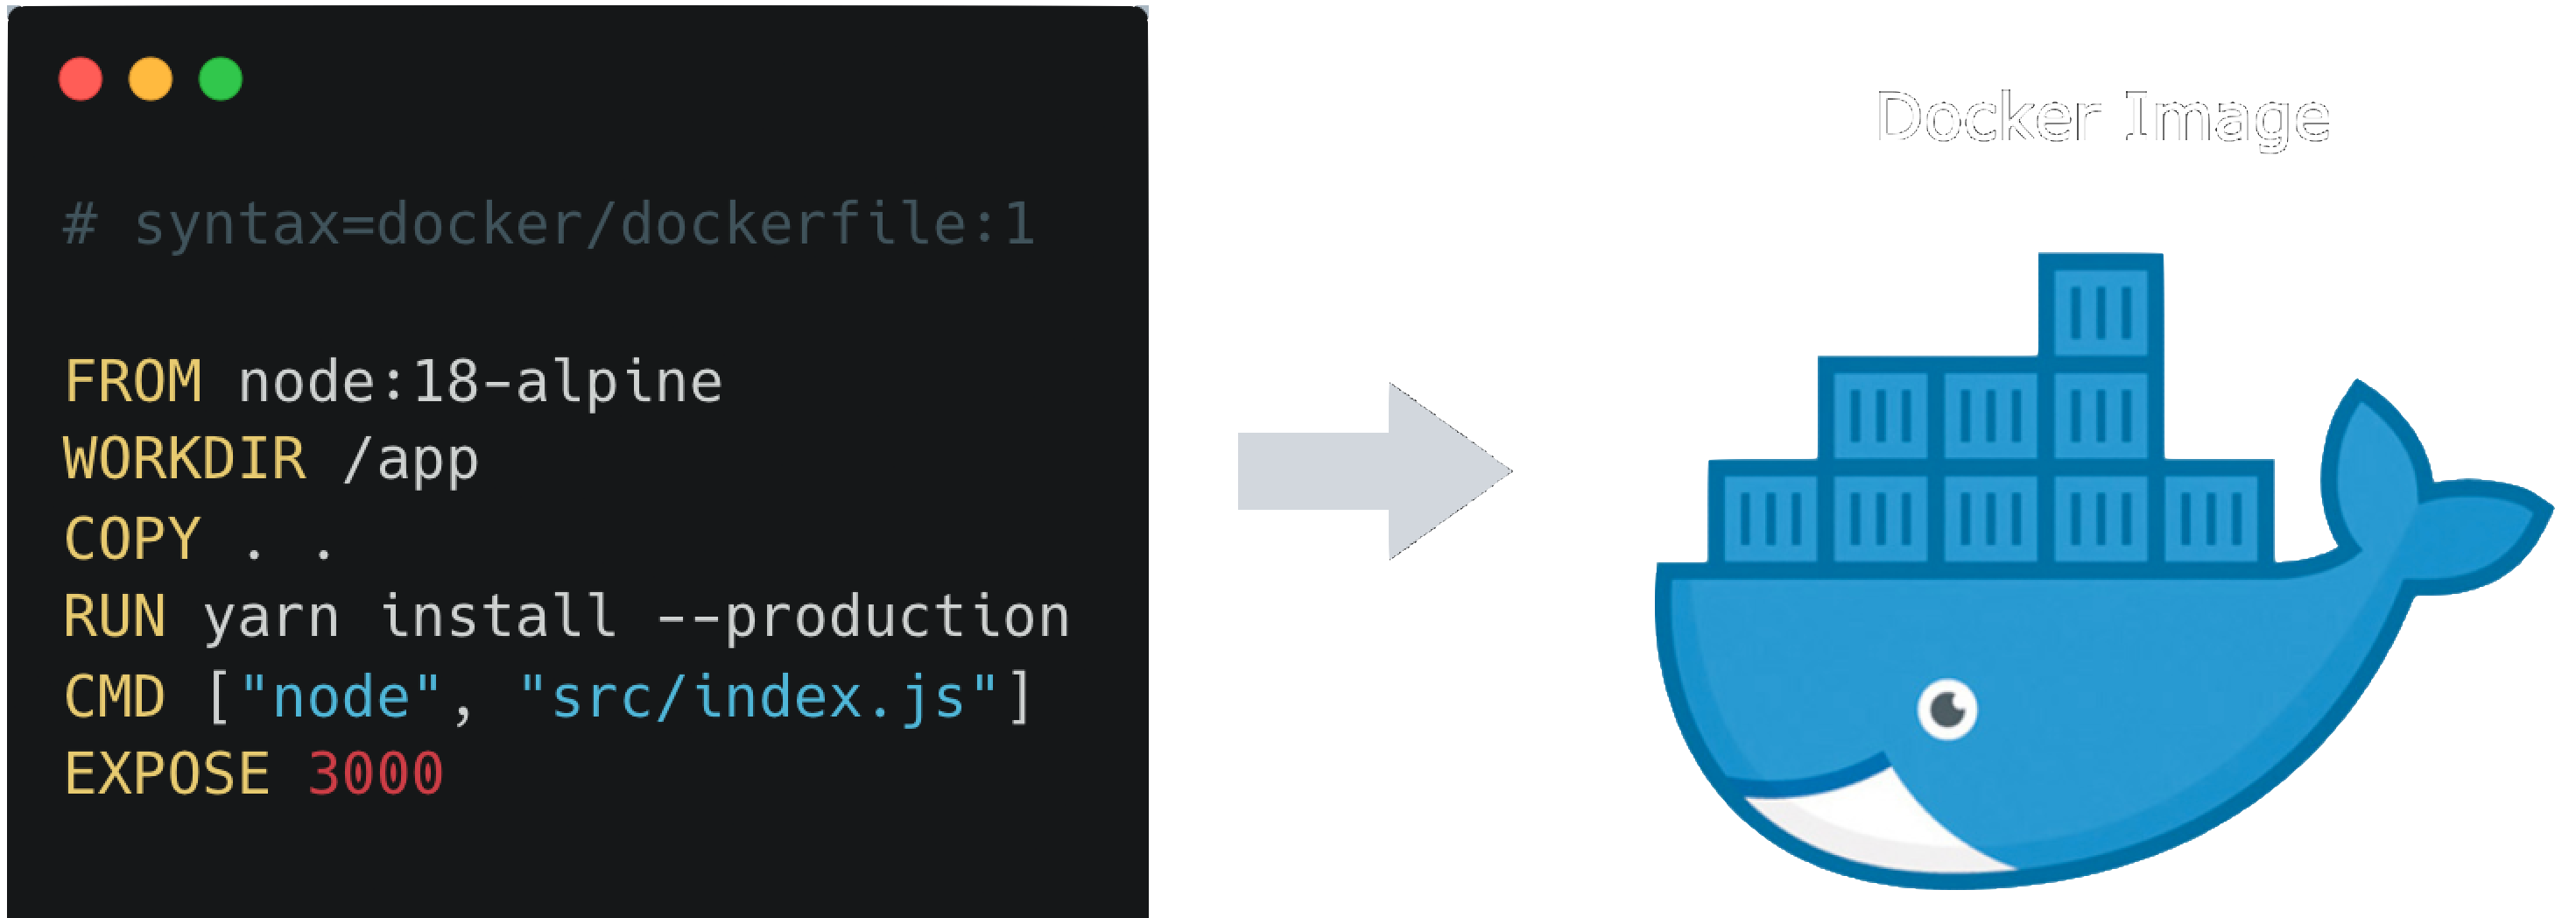 # syntax=docker/dockerfile:1
FROM node:18-alpine
WORKDIR /app
COPY . .
RUN yarn install --production
CMD ["node", "src/index.js"]
EXPOSE 3000
Docker Image